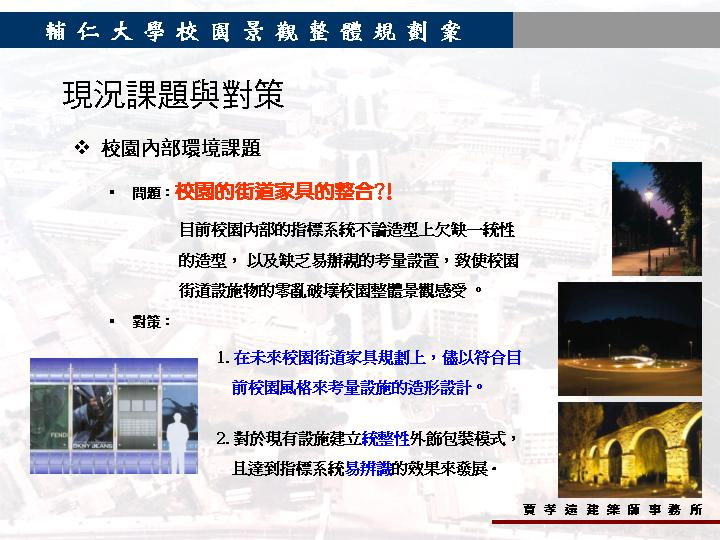 輔仁大學校園景觀整體規劃案
現況課題與對策
❖ 校園內部環境課題
• 問題：校園的街道家具的整合?!
目前校園內部的指標系統不論造型上欠缺一統性
的造型， 以及缺乏易辦視的考量設置，致使校園
街道設施物的零亂破壞校園整體景觀感受 。
• 對策：
1. 在未來校園街道家具規劃上，儘以符合目
前校園風格來考量設施的造形設計。
2. 對於現有設施建立統整性外飾包裝模式，
且達到指標系統易辨識的效果來發展。
FENDI
DKNY JEANS
賈孝遠建築師事務所